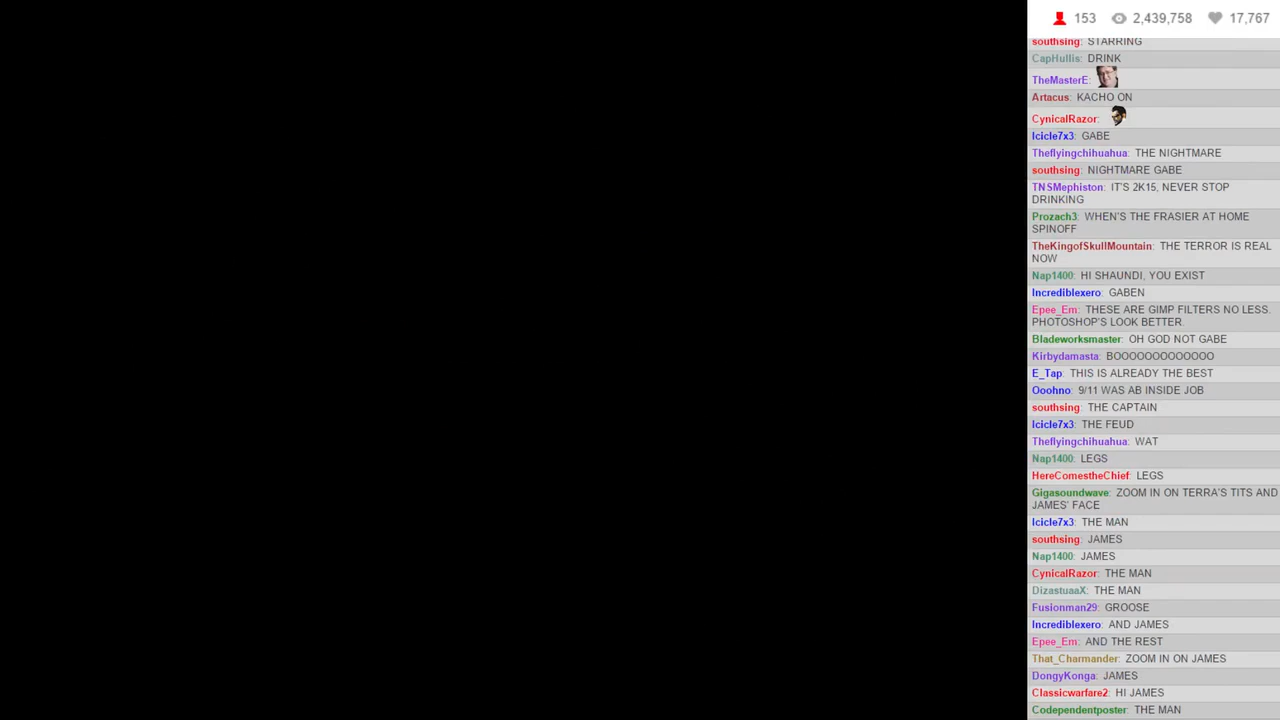 153 2,439,758 17,767
southsing: STARRING
CapHullis: DRINK
TheMasterE:
Artacus: KACHO ON
CynicalRazor:
Icicle7x3: GABE
Theflyingchihuahua: THE NIGHTMARE
southsing: NIGHTMARE GABE
TNSMephiston: IT'S 2K15, NEVER STOP
DRINKING
Prozach3: WHEN'S THE FRASIER AT HOME
SPINOFF
TheKingofSkullMountain: THE TERROR IS REAL
NOW
Nap1400: HI SHAUNDI, YOU EXIST
Incrediblexero: GABEN
Epee_Em: THESE ARE GIMP FILTERS NO LESS.
PHOTOSHOP'S LOOK BETTER.
Bladeworksmaster: OH GOD NOT GABE
Kirbydamasta: BOOOOOOOOOOOOO
E_Tap: THIS IS ALREADY THE BEST
Ooohno: 9/11 WAS AB INSIDE JOB
southsing: THE CAPTAIN
Icicle7x3: THE FEUD
Theflyingchihuahua: WAT
Nap1400: LEGS
HereComestheChief: LEGS
Gigasoundwave: ZOOM IN ON TERRA'S TITS AND
JAMES' FACE
Icicle7x3: THE MAN
southsing: JAMES
Nap1400: JAMES
CynicalRazor: THE MAN
DizastuaaX: THE MAN
Fusionman29: GROOSE
Incrediblexero: AND JAMES
Epee_Em: AND THE REST
That_Charmander: ZOOM IN ON JAMES
DongyKonga: JAMES
Classicwarfare2: HI JAMES
Codependentposter: THE MAN